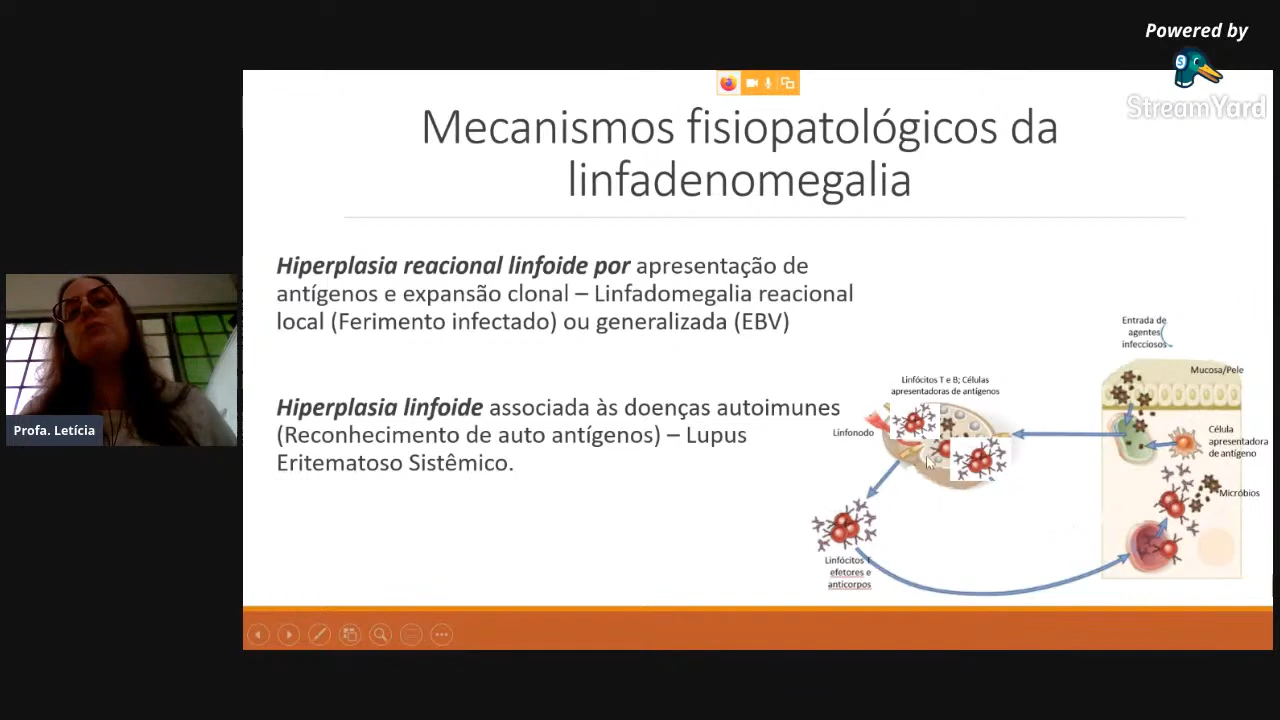 Powered by
StreamYard
Mecanismos fisiopatológicos da
linfadenomegalia
Hiperplasia reacional linfoide por apresentação de
antígenos e expansão clonal – Linfadomegalia reacional
local (Ferimento infectado) ou generalizada (EBV)
Hiperplasia linfoide associada às doenças autoimunes
(Reconhecimento de auto antígenos) – Lupus
Eritematoso Sistêmico.
Entrada de
agentes
infecciosos
Mucosa/Pele
Linfócitos T e B; Células
apresentadoras de antígenos
Linfonodo
Célula
apresentadora
de antígeno
Micróbios
Linfócitos T
efetores e
anticorpos
Profa. Letícia